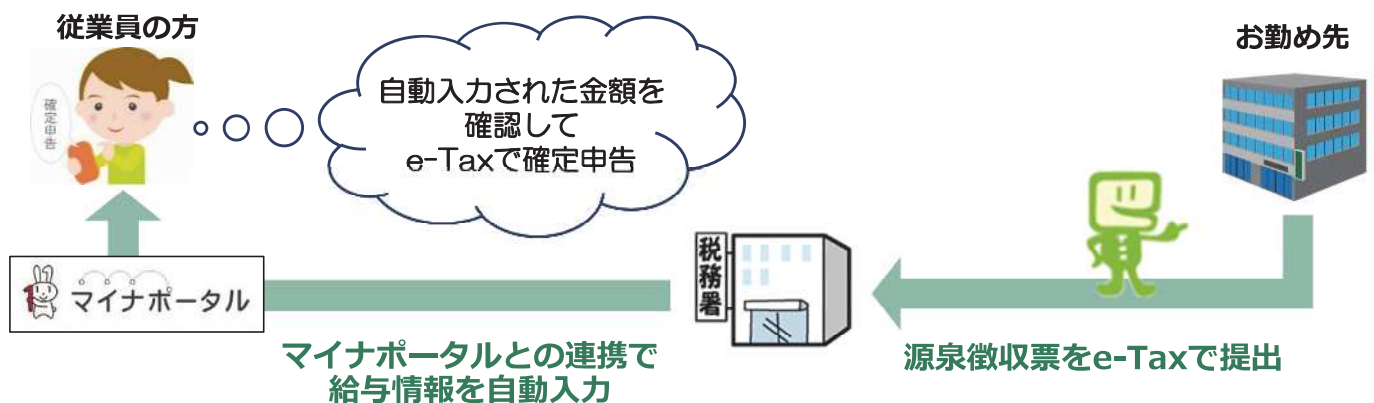 従業員の方
お勤め先
確定申告
自動入力された金額を
確認して
e-Taxで確定申告
税務署
マイナポータル
マイナポータルとの連携で
給与情報を自動入力
源泉徴収票をe-Taxで提出